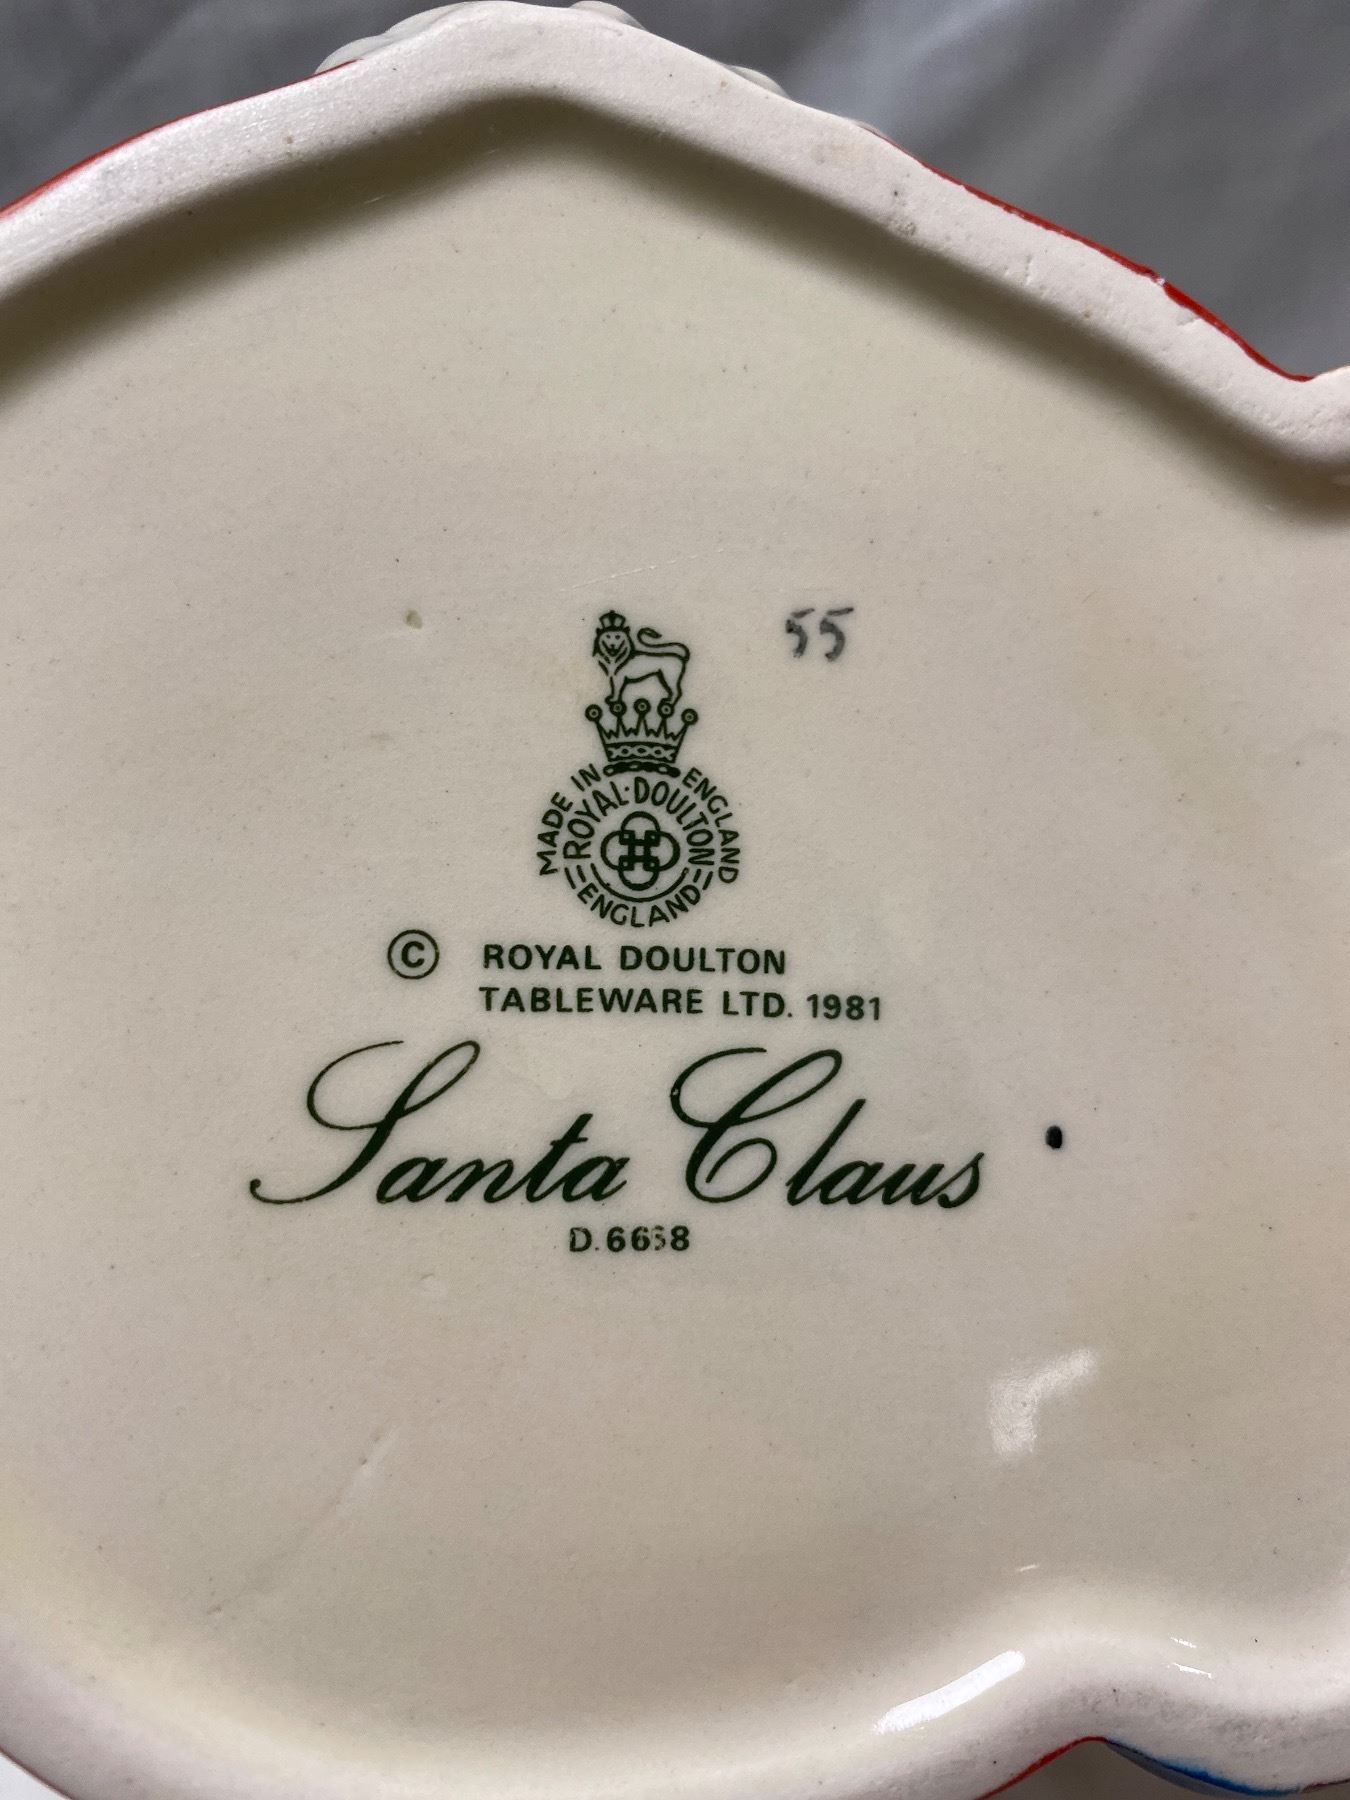 55
MADE IN ENGLAND
ROYAL·DOULTON
ENGLAND
© ROYAL DOULTON
TABLEWARE LTD. 1981
Santa Claus
D.6668